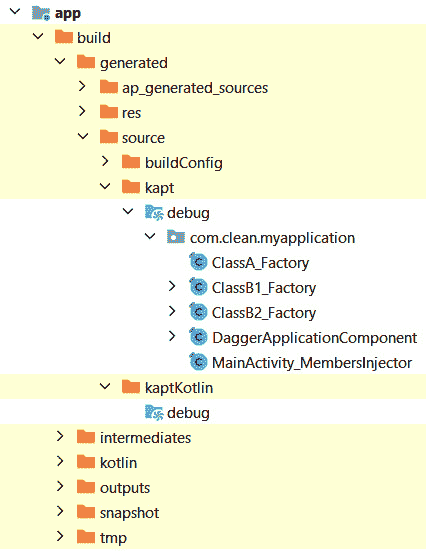 app
build
generated
ap_generated_sources
res
source
buildConfig
kapt
debug
com.clean.myapplication
ClassA_Factory
ClassB1_Factory
ClassB2_Factory
DaggerApplicationComponent
MainActivity_MembersInjector
kaptKotlin
debug
intermediates
kotlin
outputs
snapshot
tmp